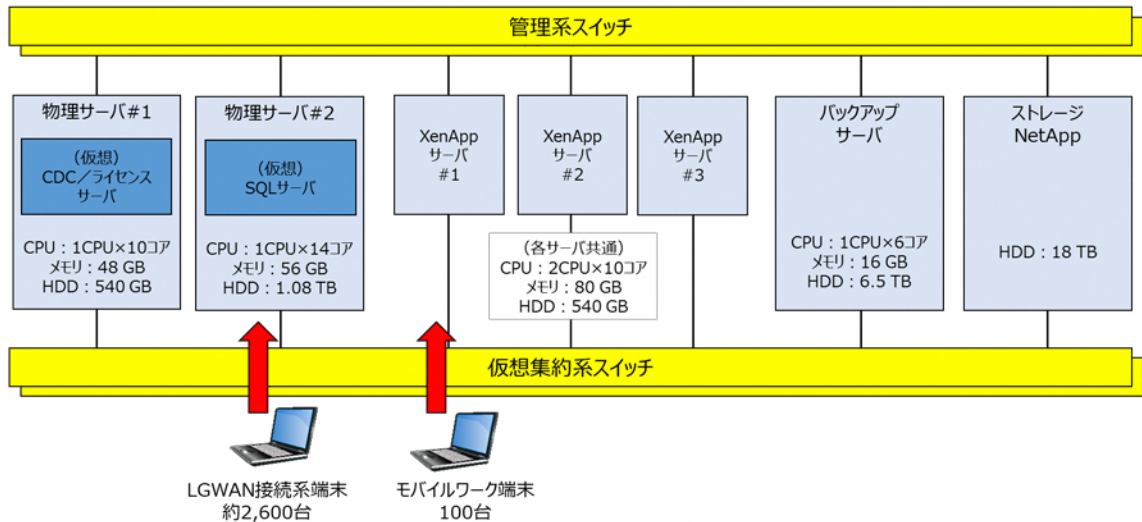 管理系スイッチ
物理サーバ#1
(仮想)
CDC/ライセンス
サーバ
CPU:1CPU×10コア
メモリ:48 GB
HDD:540 GB
物理サーバ#2
(仮想)
SQLサーバ
CPU:1CPU×14コア
メモリ:56 GB
HDD:1.08 TB
XenApp
サーバ
#1
XenApp
サーバ
#2
XenApp
サーバ
#3
(各サーバ共通)
CPU:2CPU×10コア
メモリ:80 GB
HDD:540 GB
バックアップ
サーバ
CPU:1CPU×6コア
メモリ:16 GB
HDD:6.5 TB
ストレージ
NetApp
HDD:18 TB
仮想集約系スイッチ
LGWAN接続系端末
約2,600台
モバイルワーク端末
100台